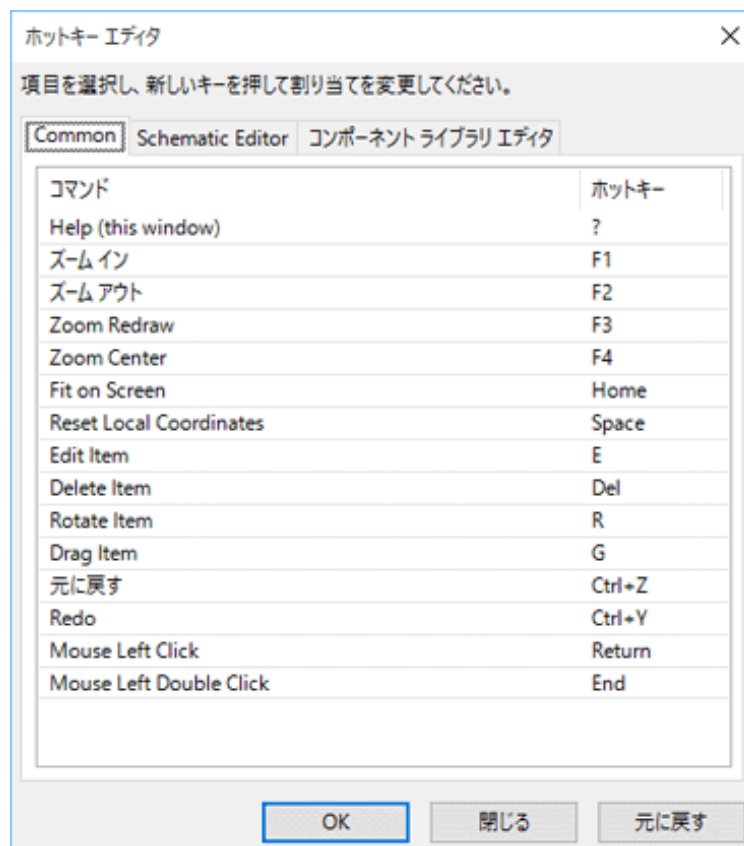 ホットキー エディタ
項目を選択し、新しいキーを押して割り当てを変更してください。
Common Schematic Editor コンポーネント ライブラリ エディタ
コマンド ホットキー
Help (this window) ?
ズーム イン F1
ズーム アウト F2
Zoom Redraw F3
Zoom Center F4
Fit on Screen Home
Reset Local Coordinates Space
Edit Item E
Delete Item Del
Rotate Item R
Drag Item G
元に戻す Ctrl+Z
Redo Ctrl+Y
Mouse Left Click Return
Mouse Left Double Click End
OK 閉じる 元に戻す